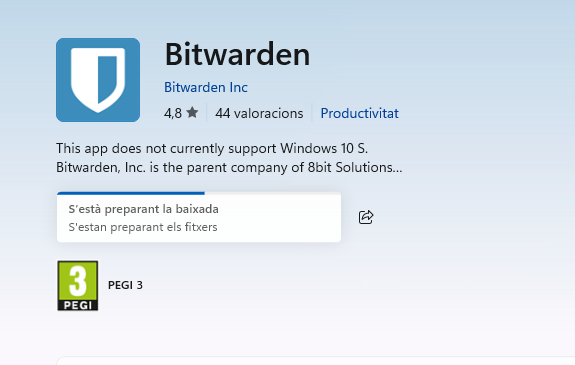 Bitwarden
Bitwarden Inc
4,8 ★ 44 valoracions Productivitat
This app does not currently support Windows 10 S.
Bitwarden, Inc. is the parent company of 8bit Solutions...
S'està preparant la baixada
S'estan preparant els fitxers
3
PEGI
PEGI 3